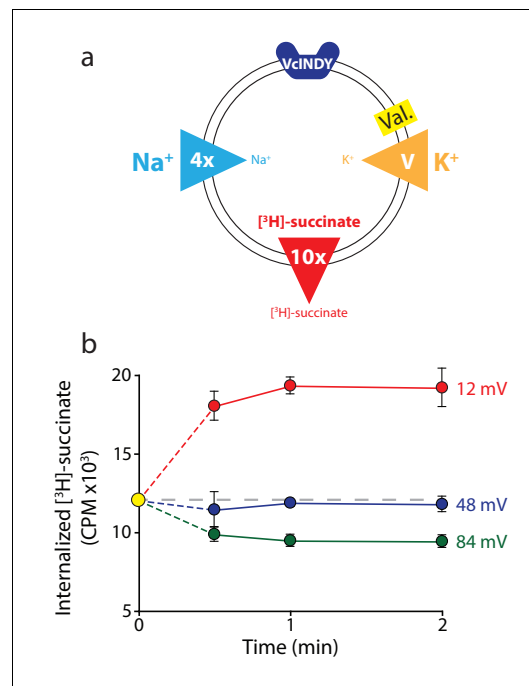 a
VcINDY
Val.
Na⁺ 4x Na⁺ K⁺ V K⁺
[³H]-succinate
10x
[³H]-succinate
b
Internalized [³H]-succinate
(CPM x10³)
20
15
10
5
12 mV
48 mV
84 mV
0 1 2
Time (min)